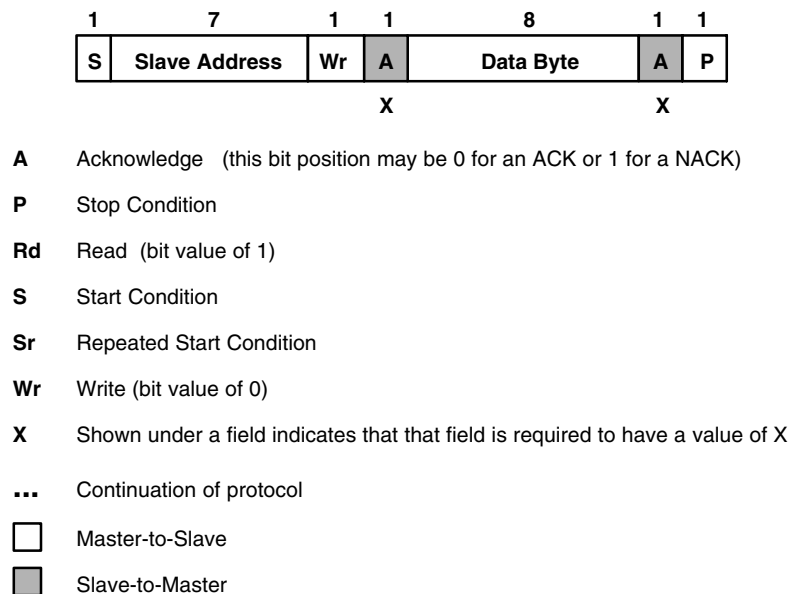 1 7 1 1 8 1 1
S Slave Address Wr A Data Byte A P
X X
A Acknowledge (this bit position may be 0 for an ACK or 1 for a NACK)
P Stop Condition
Rd Read (bit value of 1)
S Start Condition
Sr Repeated Start Condition
Wr Write (bit value of 0)
X Shown under a field indicates that that field is required to have a value of X
... Continuation of protocol
Master-to-Slave
Slave-to-Master